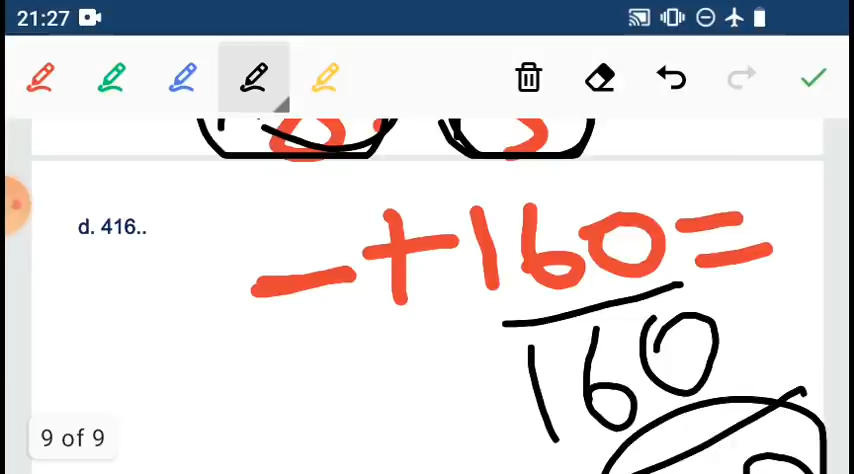 21:27
d. 416..
- + 160 =
160
9 of 9